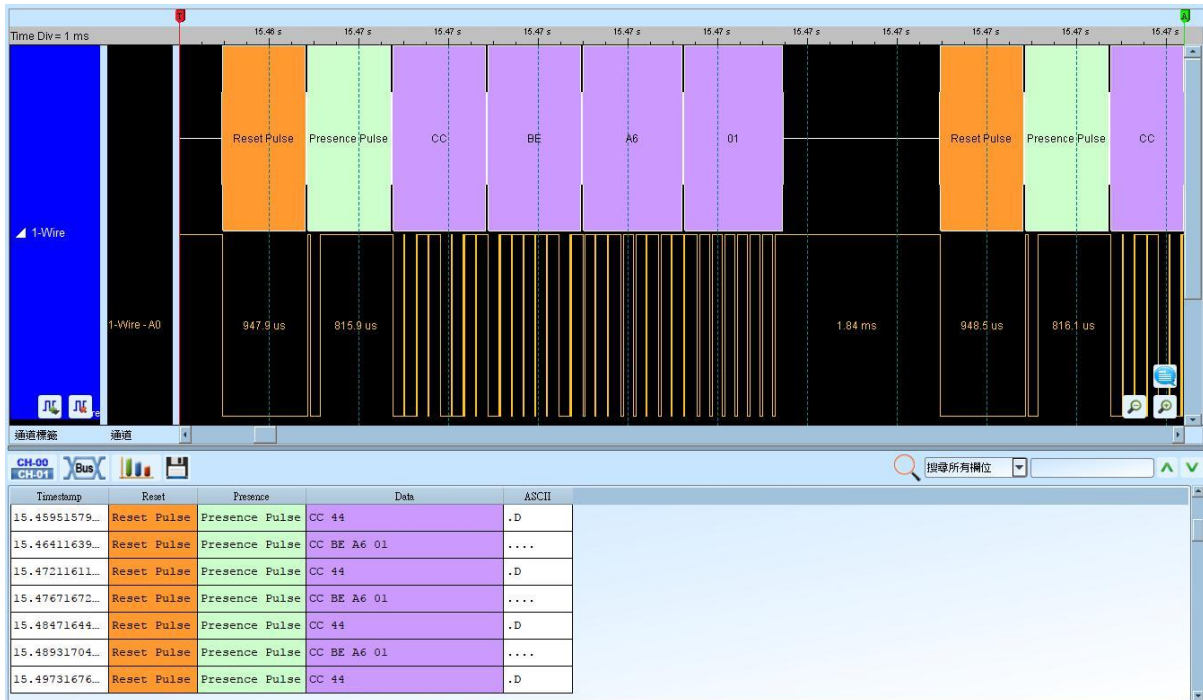 T
A
Time Div = 1 ms
15.46 s 15.47 s 15.47 s 15.47 s 15.47 s 15.47 s 15.47 s 15.47 s 15.47 s 15.47 s 15.47 s
Reset Pulse Presence Pulse CC BE A6 01 Reset Pulse Presence Pulse CC
1-Wire
1-Wire - A0 947.9 us 815.9 us 1.84 ms 948.5 us 816.1 us
通道標籤 通道
CH-00
CH-01
Bus
搜尋所有欄位
Timestamp Reset Presence Data ASCII
15.45951579... Reset Pulse Presence Pulse CC 44 .D
15.46411639... Reset Pulse Presence Pulse CC BE A6 01 ....
15.47211611... Reset Pulse Presence Pulse CC 44 .D
15.47671672... Reset Pulse Presence Pulse CC BE A6 01 ....
15.48471644... Reset Pulse Presence Pulse CC 44 .D
15.48931704... Reset Pulse Presence Pulse CC BE A6 01 ....
15.49731676... Reset Pulse Presence Pulse CC 44 .D